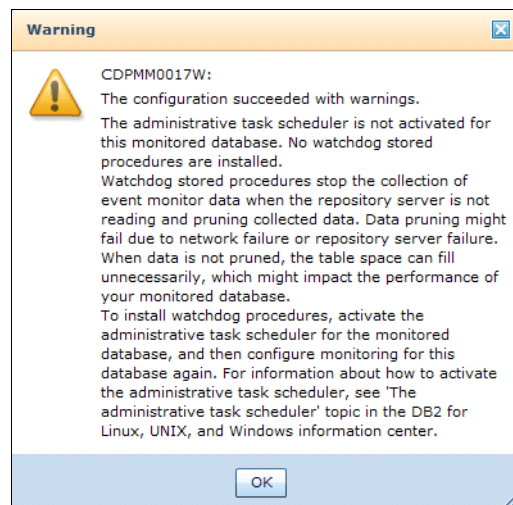 Warning
CDPMM0017W:
The configuration succeeded with warnings.
The administrative task scheduler is not activated for
this monitored database. No watchdog stored
procedures are installed.
Watchdog stored procedures stop the collection of
event monitor data when the repository server is not
reading and pruning collected data. Data pruning might
fail due to network failure or repository server failure.
When data is not pruned, the table space can fill
unnecessarily, which might impact the performance of
your monitored database.
To install watchdog procedures, activate the
administrative task scheduler for the monitored
database, and then configure monitoring for this
database again. For information about how to activate
the administrative task scheduler, see 'The
administrative task scheduler' topic in the DB2 for
Linux, UNIX, and Windows information center.
OK